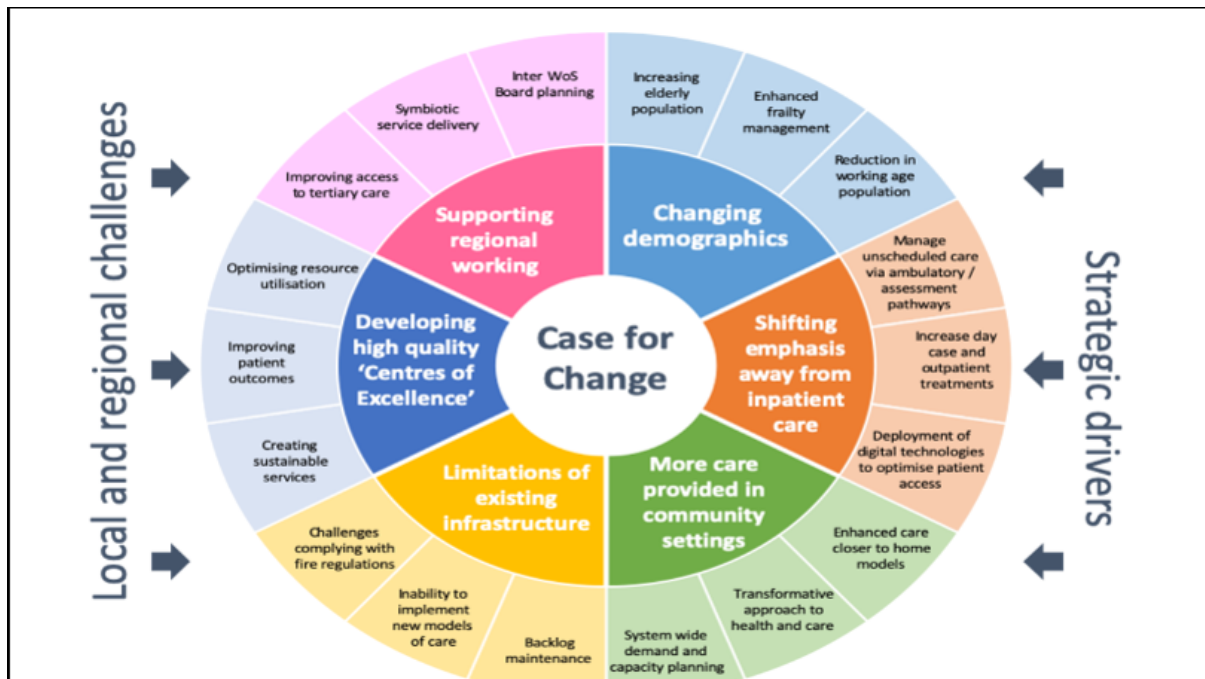 Local and regional challenges
Strategic drivers
Case for
Change
Supporting
regional
working
Inter WoS
Board planning
Symbiotic
service delivery
Improving access
to tertiary care
Changing
demographics
Increasing
elderly
population
Enhanced
frailty
management
Reduction in
working age
population
Shifting
emphasis
away from
inpatient
care
Manage
unscheduled care
via ambulatory /
assessment
pathways
Increase day
case and
outpatient
treatments
Deployment of
digital technologies
to optimise patient
access
More care
provided in
community
settings
Enhanced care
closer to home
models
Transformative
approach to
health and care
System wide
demand and
capacity planning
Limitations of
existing
infrastructure
Backlog
maintenance
Inability to
implement
new models
of care
Challenges
complying with
fire regulations
Developing
high quality
‘Centres of
Excellence’
Creating
sustainable
services
Improving
patient
outcomes
Optimising resource
utilisation